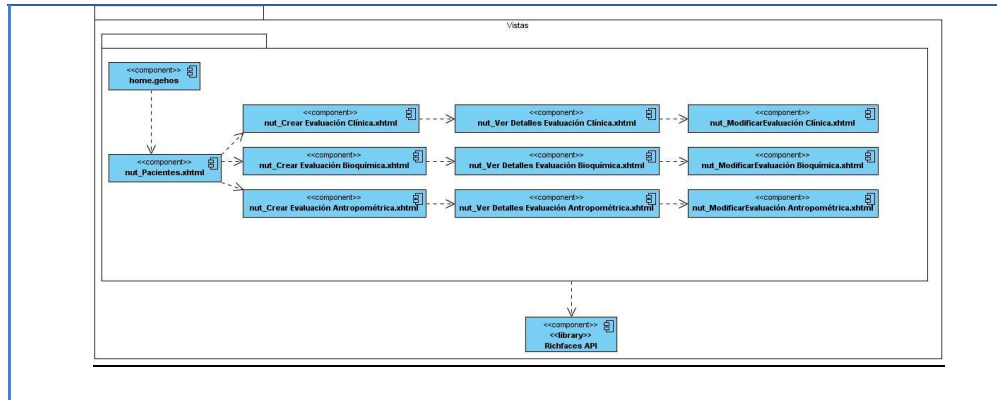 Vistas
<<component>>
home.gehos
<<component>>
nut_Pacientes.xhtml
<<component>>
nut_Crear Evaluación Clínica.xhtml
<<component>>
nut_Ver Detalles Evaluación Clínica.xhtml
<<component>>
nut_ModificarEvaluación Clínica.xhtml
<<component>>
nut_Crear Evaluación Bioquímica.xhtml
<<component>>
nut_Ver Detalles Evaluación Bioquímica.xhtml
<<component>>
nut_ModificarEvaluación Bioquímica.xhtml
<<component>>
nut_Crear Evaluación Antropométrica.xhtml
<<component>>
nut_Ver Detalles Evaluación Antropométrica.xhtml
<<component>>
nut_ModificarEvaluación Antropométrica.xhtml
<<component>>
<<library>>
Richfaces API